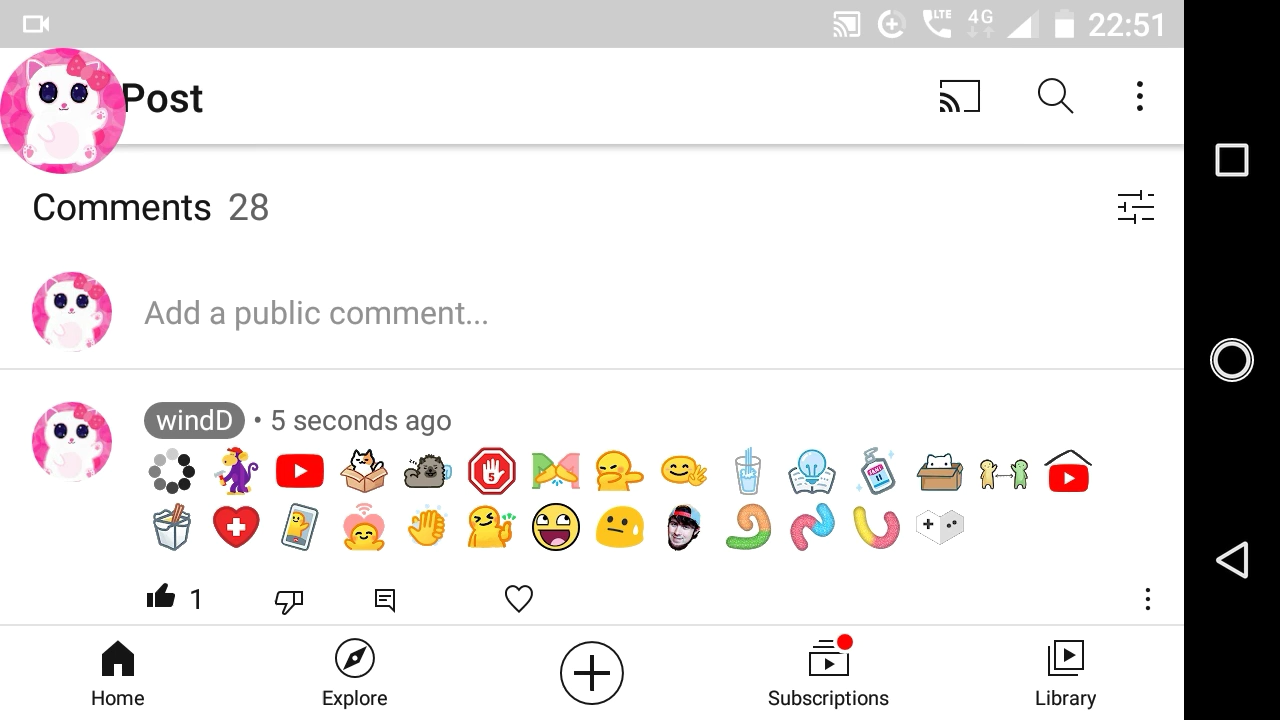 LTE 4G 22:51
Post
Comments 28
Add a public comment...
windD • 5 seconds ago
1
Home Explore Subscriptions Library